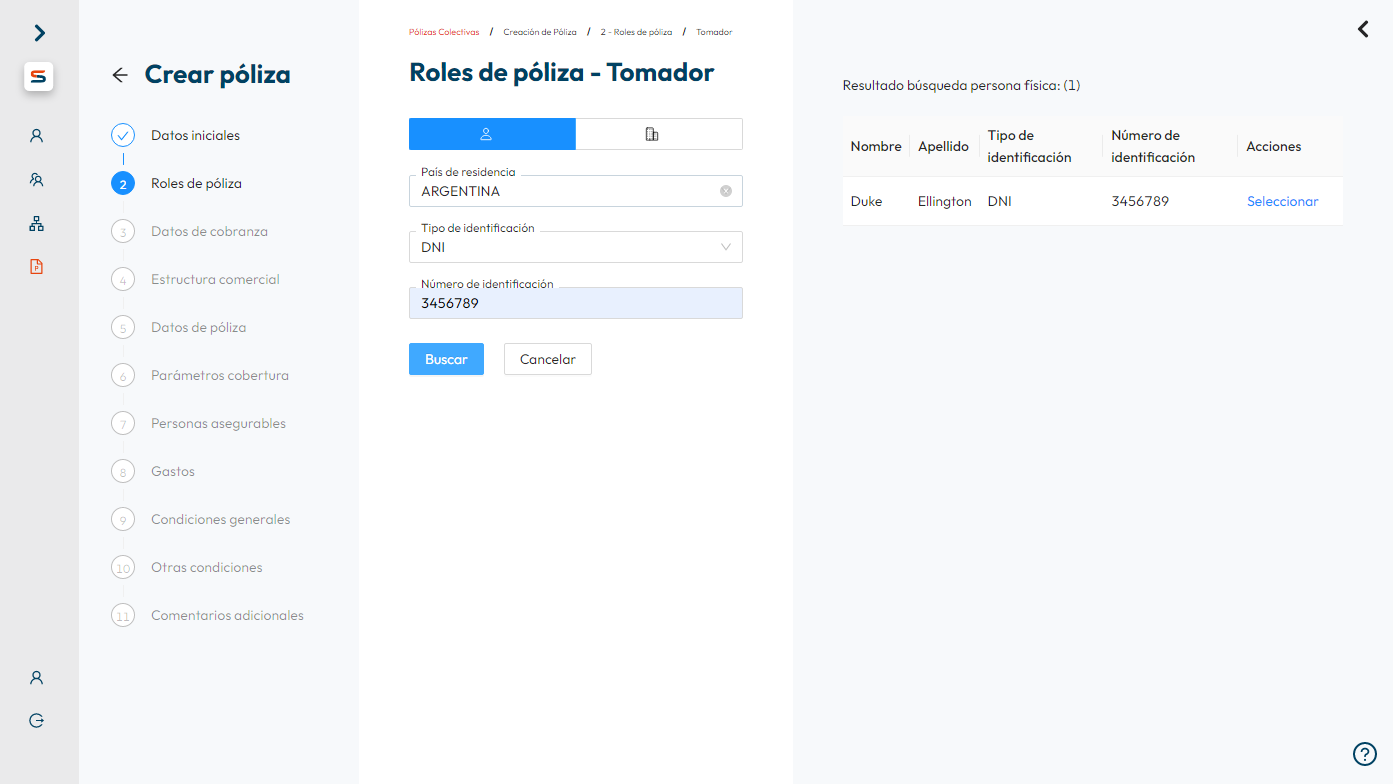 Crear póliza
Datos iniciales
2 Roles de póliza
3 Datos de cobranza
4 Estructura comercial
5 Datos de póliza
6 Parámetros cobertura
7 Personas asegurables
8 Gastos
9 Condiciones generales
10 Otras condiciones
11 Comentarios adicionales
Pólizas Colectivas / Creación de Póliza / 2 - Roles de póliza / Tomador
Roles de póliza - Tomador
País de residencia
ARGENTINA
Tipo de identificación
DNI
Número de identificación
3456789
Buscar Cancelar
Resultado búsqueda persona física: (1)
Nombre Apellido Tipo de identificación Número de identificación Acciones
Duke Ellington DNI 3456789 Seleccionar